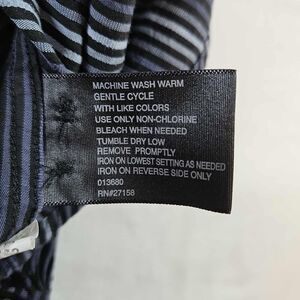 MACHINE WASH WARM
GENTLE CYCLE
WITH LIKE COLORS
USE ONLY NON-CHLORINE
BLEACH WHEN NEEDED
TUMBLE DRY LOW
REMOVE PROMPTLY
IRON ON LOWEST SETTING AS NEEDED
IRON ON REVERSE SIDE ONLY
013680
RN#27158